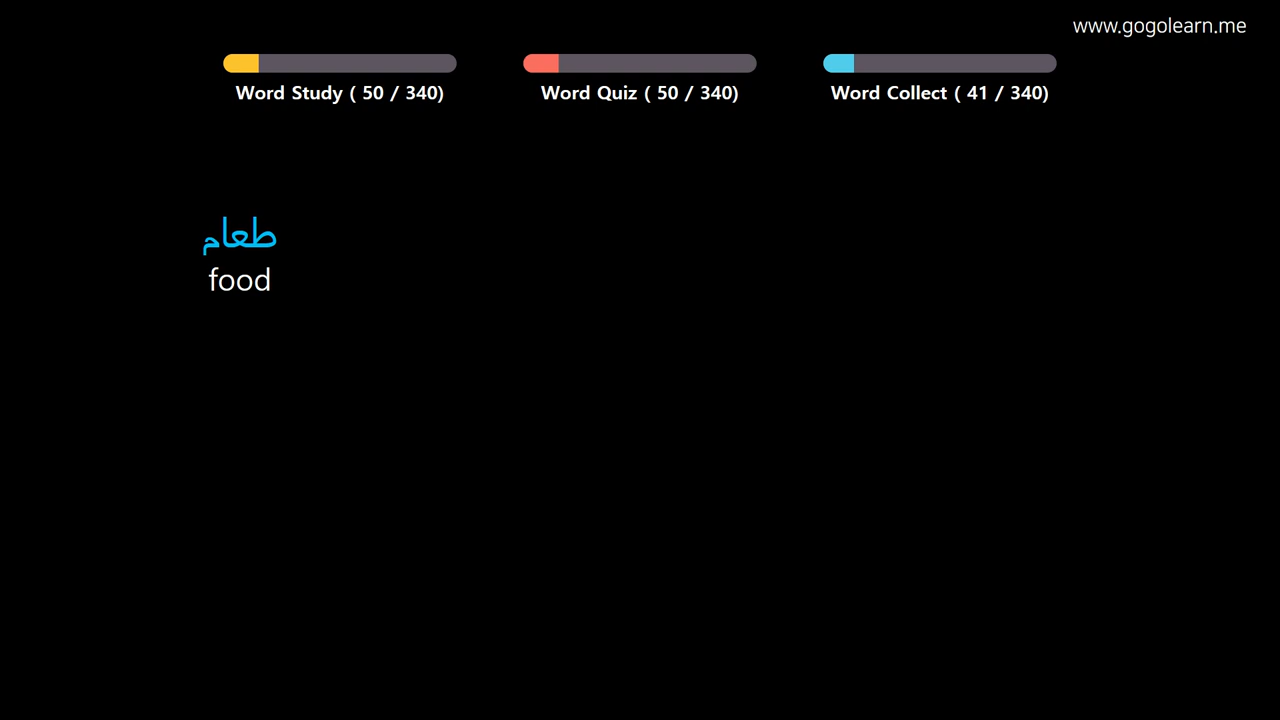 www.gogolearn.me
Word Study ( 50 / 340)
Word Quiz ( 50 / 340)
Word Collect ( 41 / 340)
طعام
food